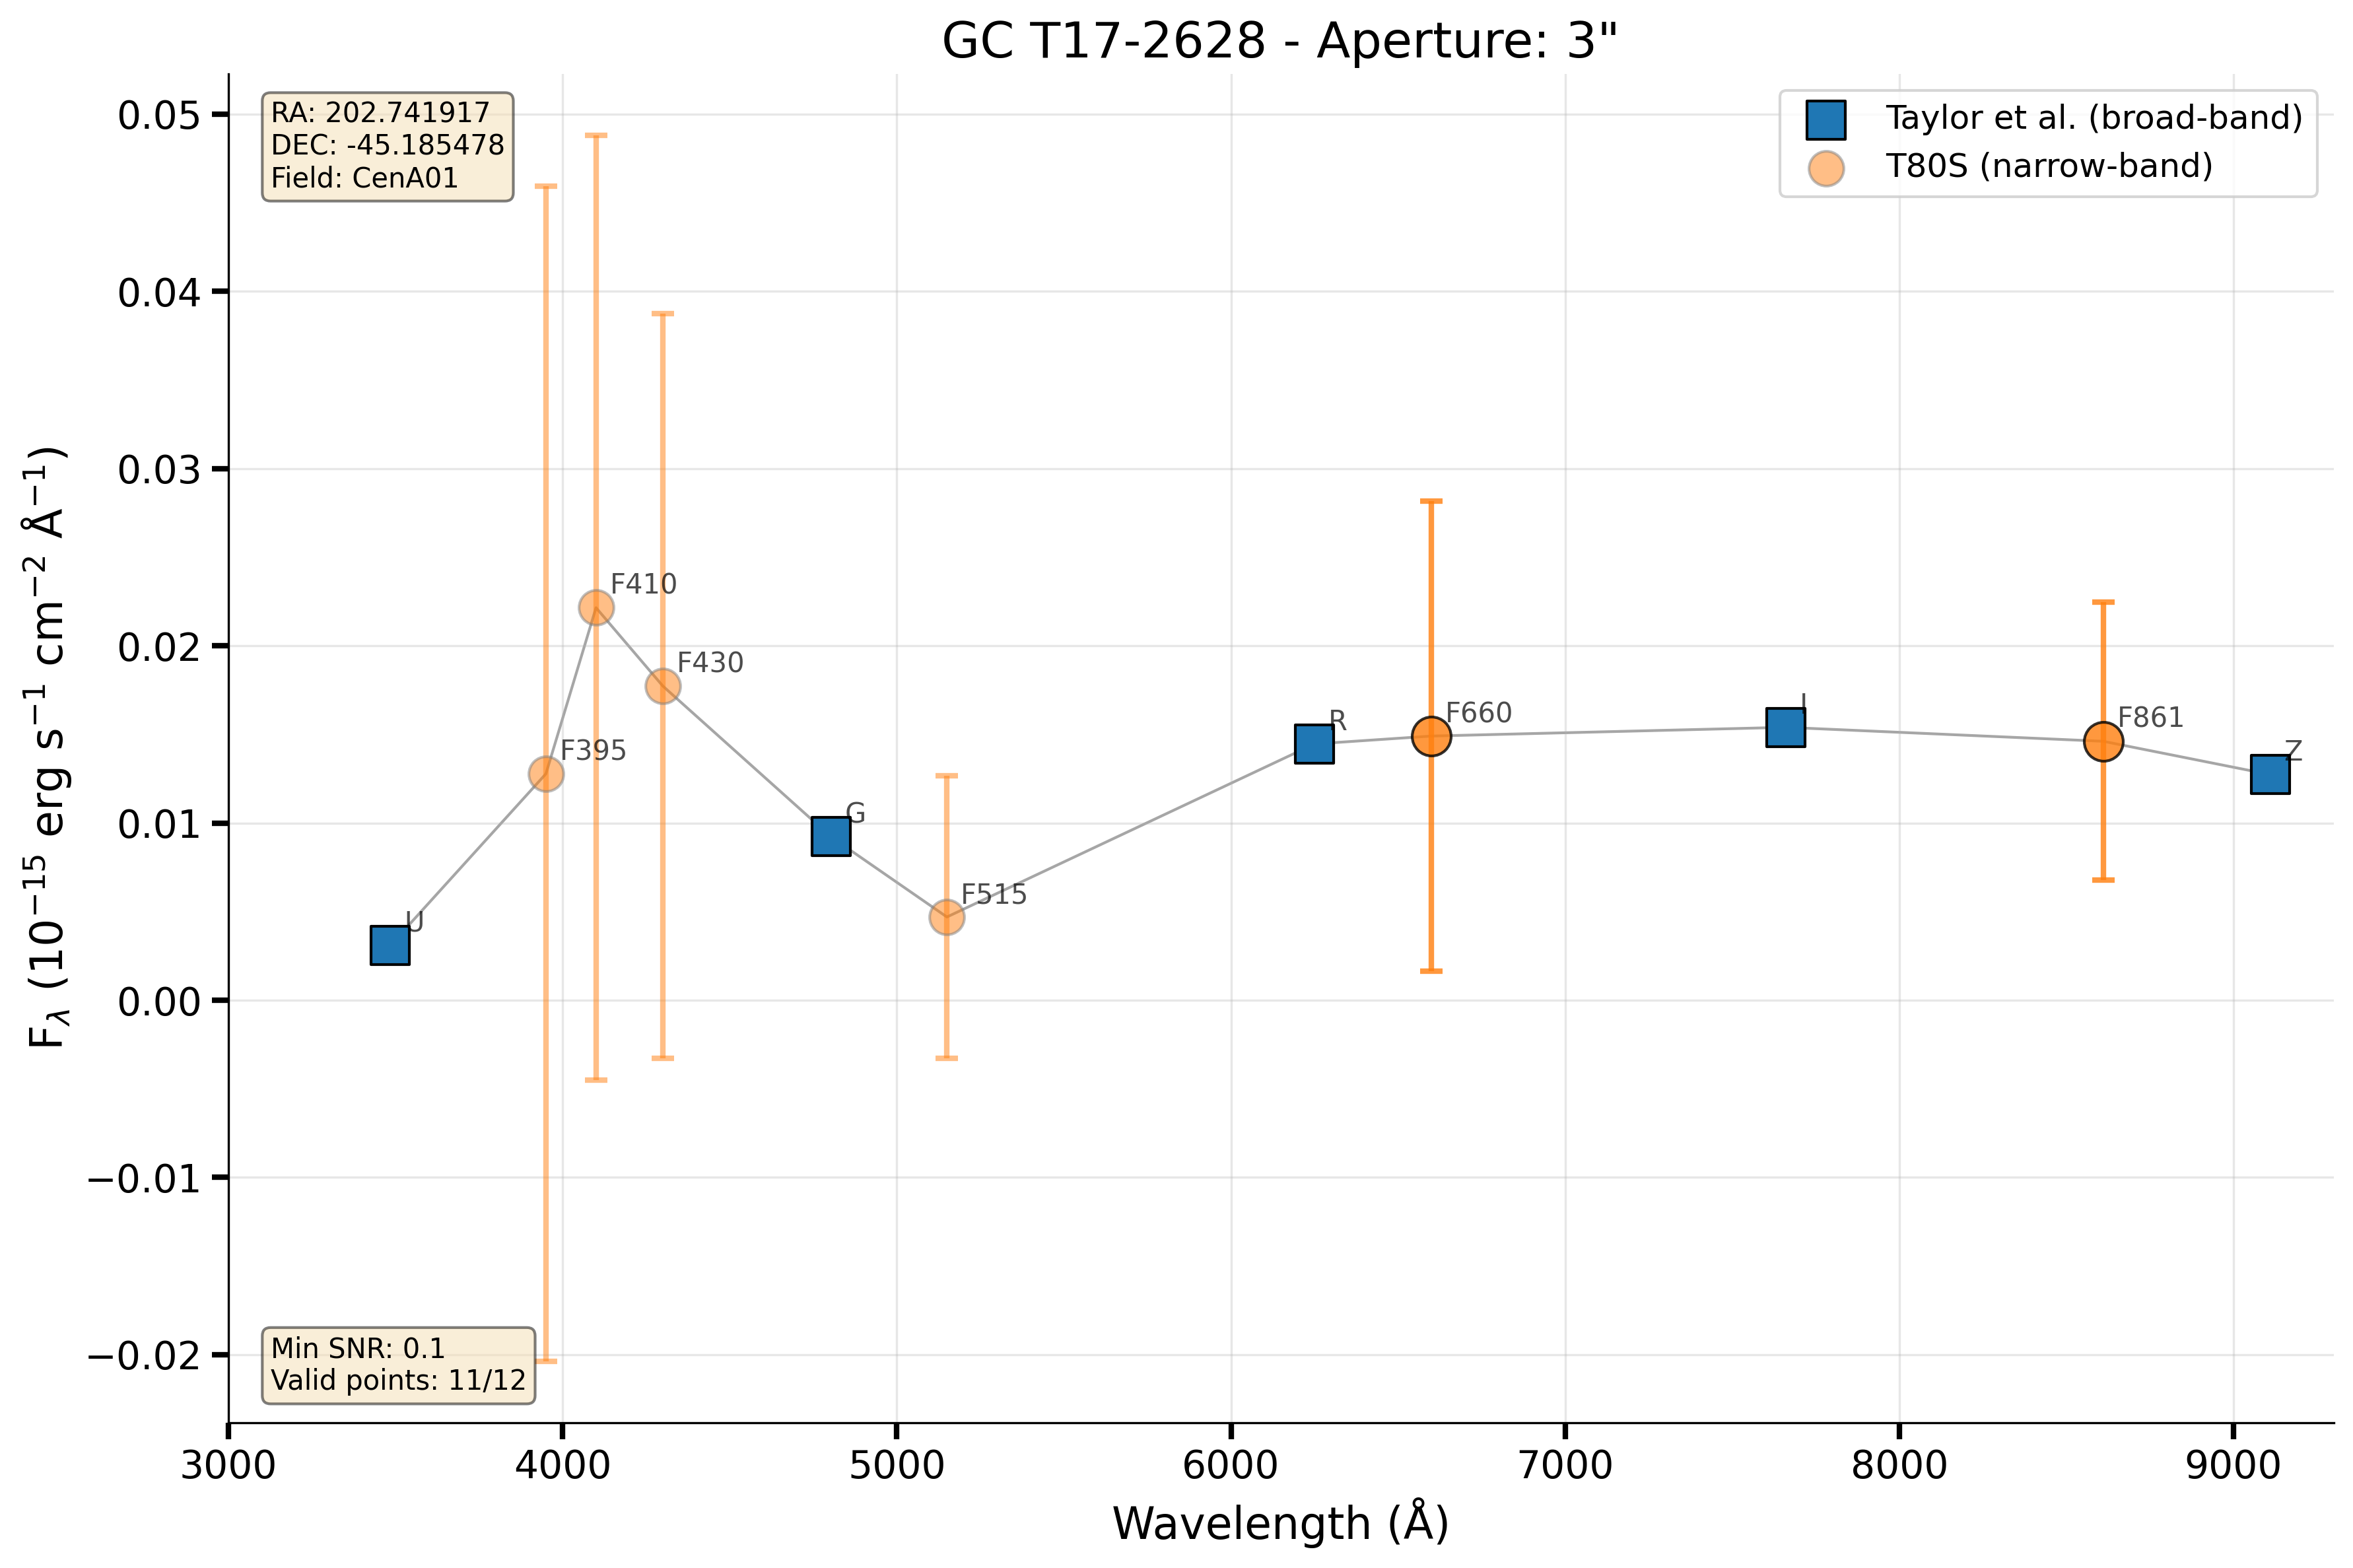 GC T17-2628 - Aperture: 3"
RA: 202.741917
DEC: -45.185478
Field: CenA01
Taylor et al. (broad-band)
T80S (narrow-band)
0.05
0.04
0.03
0.02
0.01
0.00
−0.01
−0.02
F_λ (10⁻¹⁵ erg s⁻¹ cm⁻² Å⁻¹)
U
F395
F410
F430
G
F515
R
F660
I
F861
Z
Min SNR: 0.1
Valid points: 11/12
3000
4000
5000
6000
7000
8000
9000
Wavelength (Å)